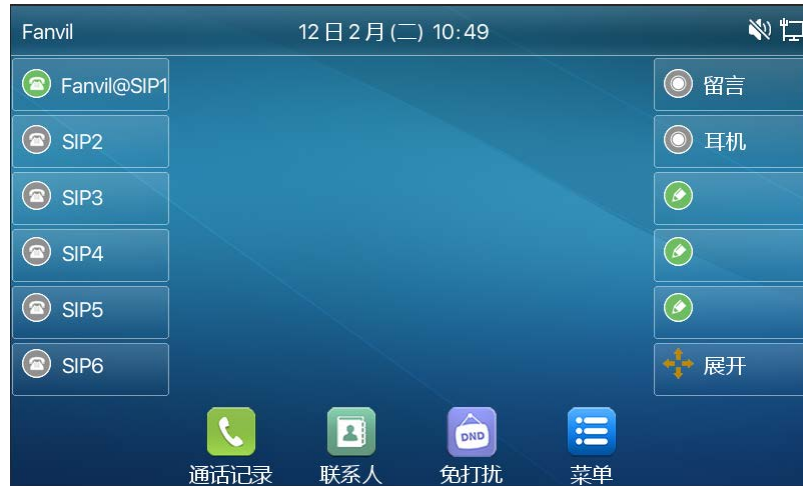 Fanvil 12日2月(二) 10:49
Fanvil@SIP1 留言
SIP2 耳机
SIP3
SIP4
SIP5
SIP6 展开
DND
通话记录 联系人 免打扰 菜单